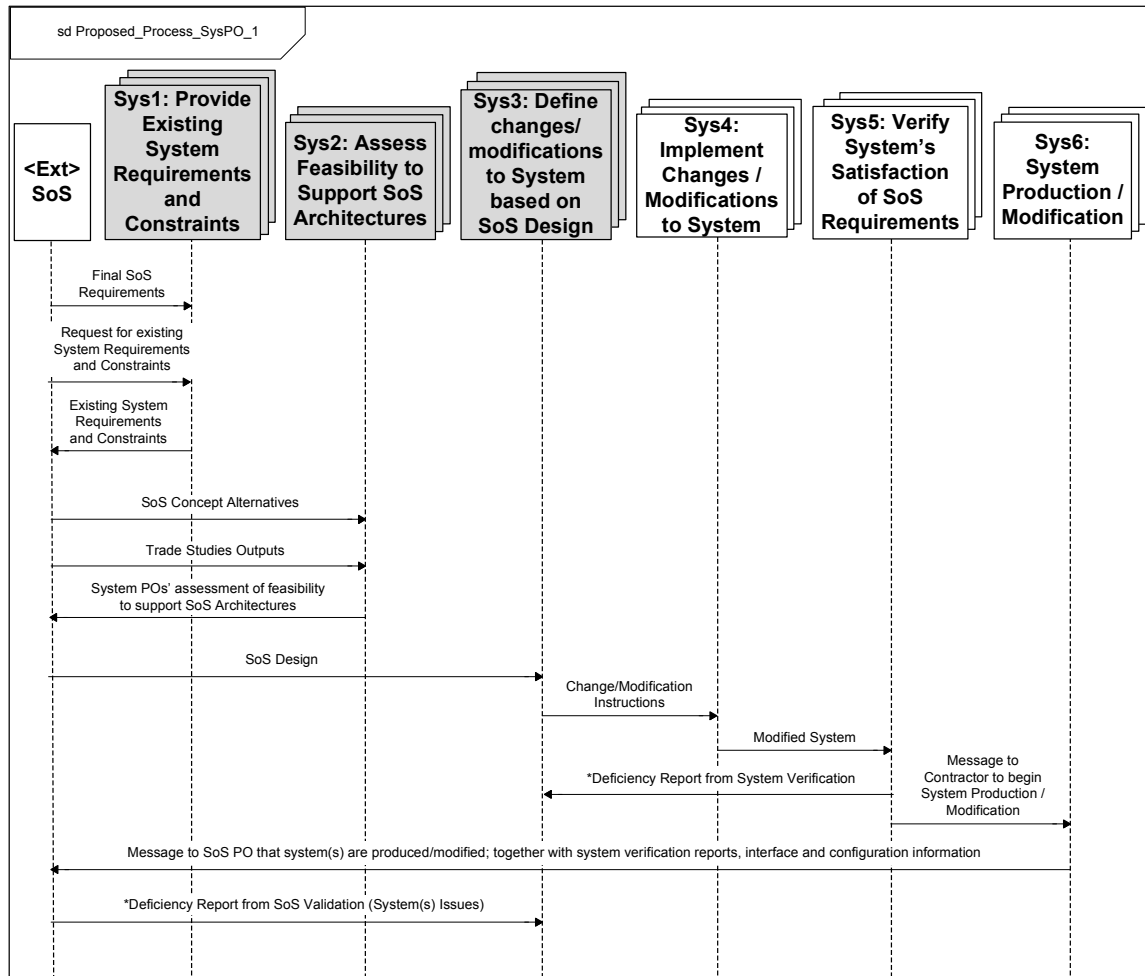 sd Proposed_Process_SysPO_1
<Ext>
SoS
Sys1: Provide
Existing
System
Requirements
and
Constraints
Sys2: Assess
Feasibility to
Support SoS
Architectures
Sys3: Define
changes/
modifications
to System
based on
SoS Design
Sys4:
Implement
Changes /
Modifications
to System
Sys5: Verify
System’s
Satisfaction
of SoS
Requirements
Sys6:
System
Production /
Modification
Final SoS
Requirements
Request for existing
System Requirements
and Constraints
Existing System
Requirements
and Constraints
SoS Concept Alternatives
Trade Studies Outputs
System POs’ assessment of feasibility
to support SoS Architectures
SoS Design
Change/Modification
Instructions
Modified System
*Deficiency Report from System Verification
Message to
Contractor to begin
System Production /
Modification
Message to SoS PO that system(s) are produced/modified; together with system verification reports, interface and configuration information
*Deficiency Report from SoS Validation (System(s) Issues)